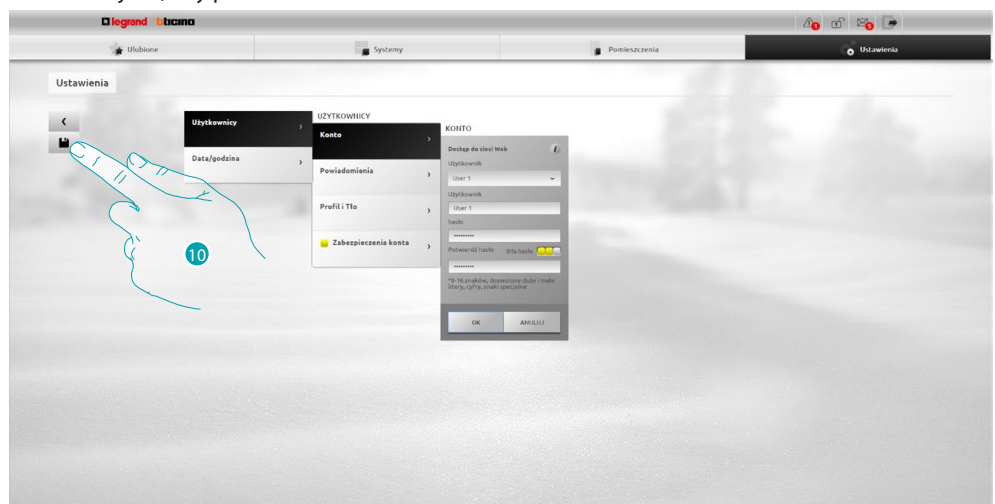 legrand bticino
1
6
Ulubione
Systemy
Pomieszczenia
Ustawienia
Ustawienia
Użytkownicy
Data/godzina
UŻYTKOWNICY
Konto
Powiadomienia
Profil i Tło
Zabezpieczenia konta
KONTO
Dostęp do sieci Web
i
Użytkownik
User 1
Użytkownik
User 1
hasło
•••••••••
Potwierdź hasło Siła hasła
•••••••••
*8-16 znaków, dozwolone duże i małe
litery, cyfry, znaki specjalne
OK
ANULUJ
10